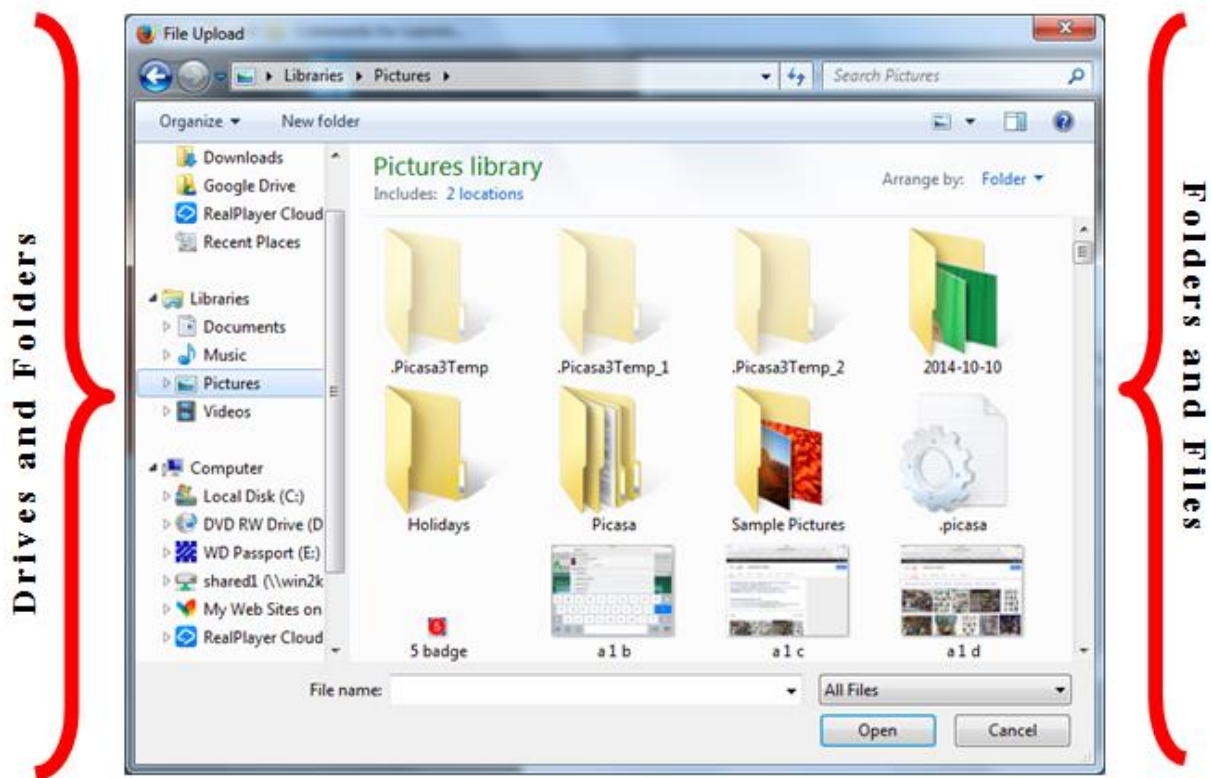 File Upload
Libraries Pictures
Search Pictures
Organize
New folder
Downloads
Google Drive
RealPlayer Cloud
Recent Places
Libraries
Documents
Music
Pictures
Videos
Computer
Local Disk (C:)
DVD RW Drive (D
WD Passport (E:)
shared1 (\\win2k
My Web Sites on
RealPlayer Cloud
Pictures library
Includes: 2 locations
Arrange by: Folder
.Picasa3Temp
.Picasa3Temp_1
.Picasa3Temp_2
2014-10-10
Holidays
Picasa
Sample Pictures
.picasa
5 badge
a 1 b
a 1 c
a 1 d
File name:
All Files
Open
Cancel
Drives and Folders
Folders and Files